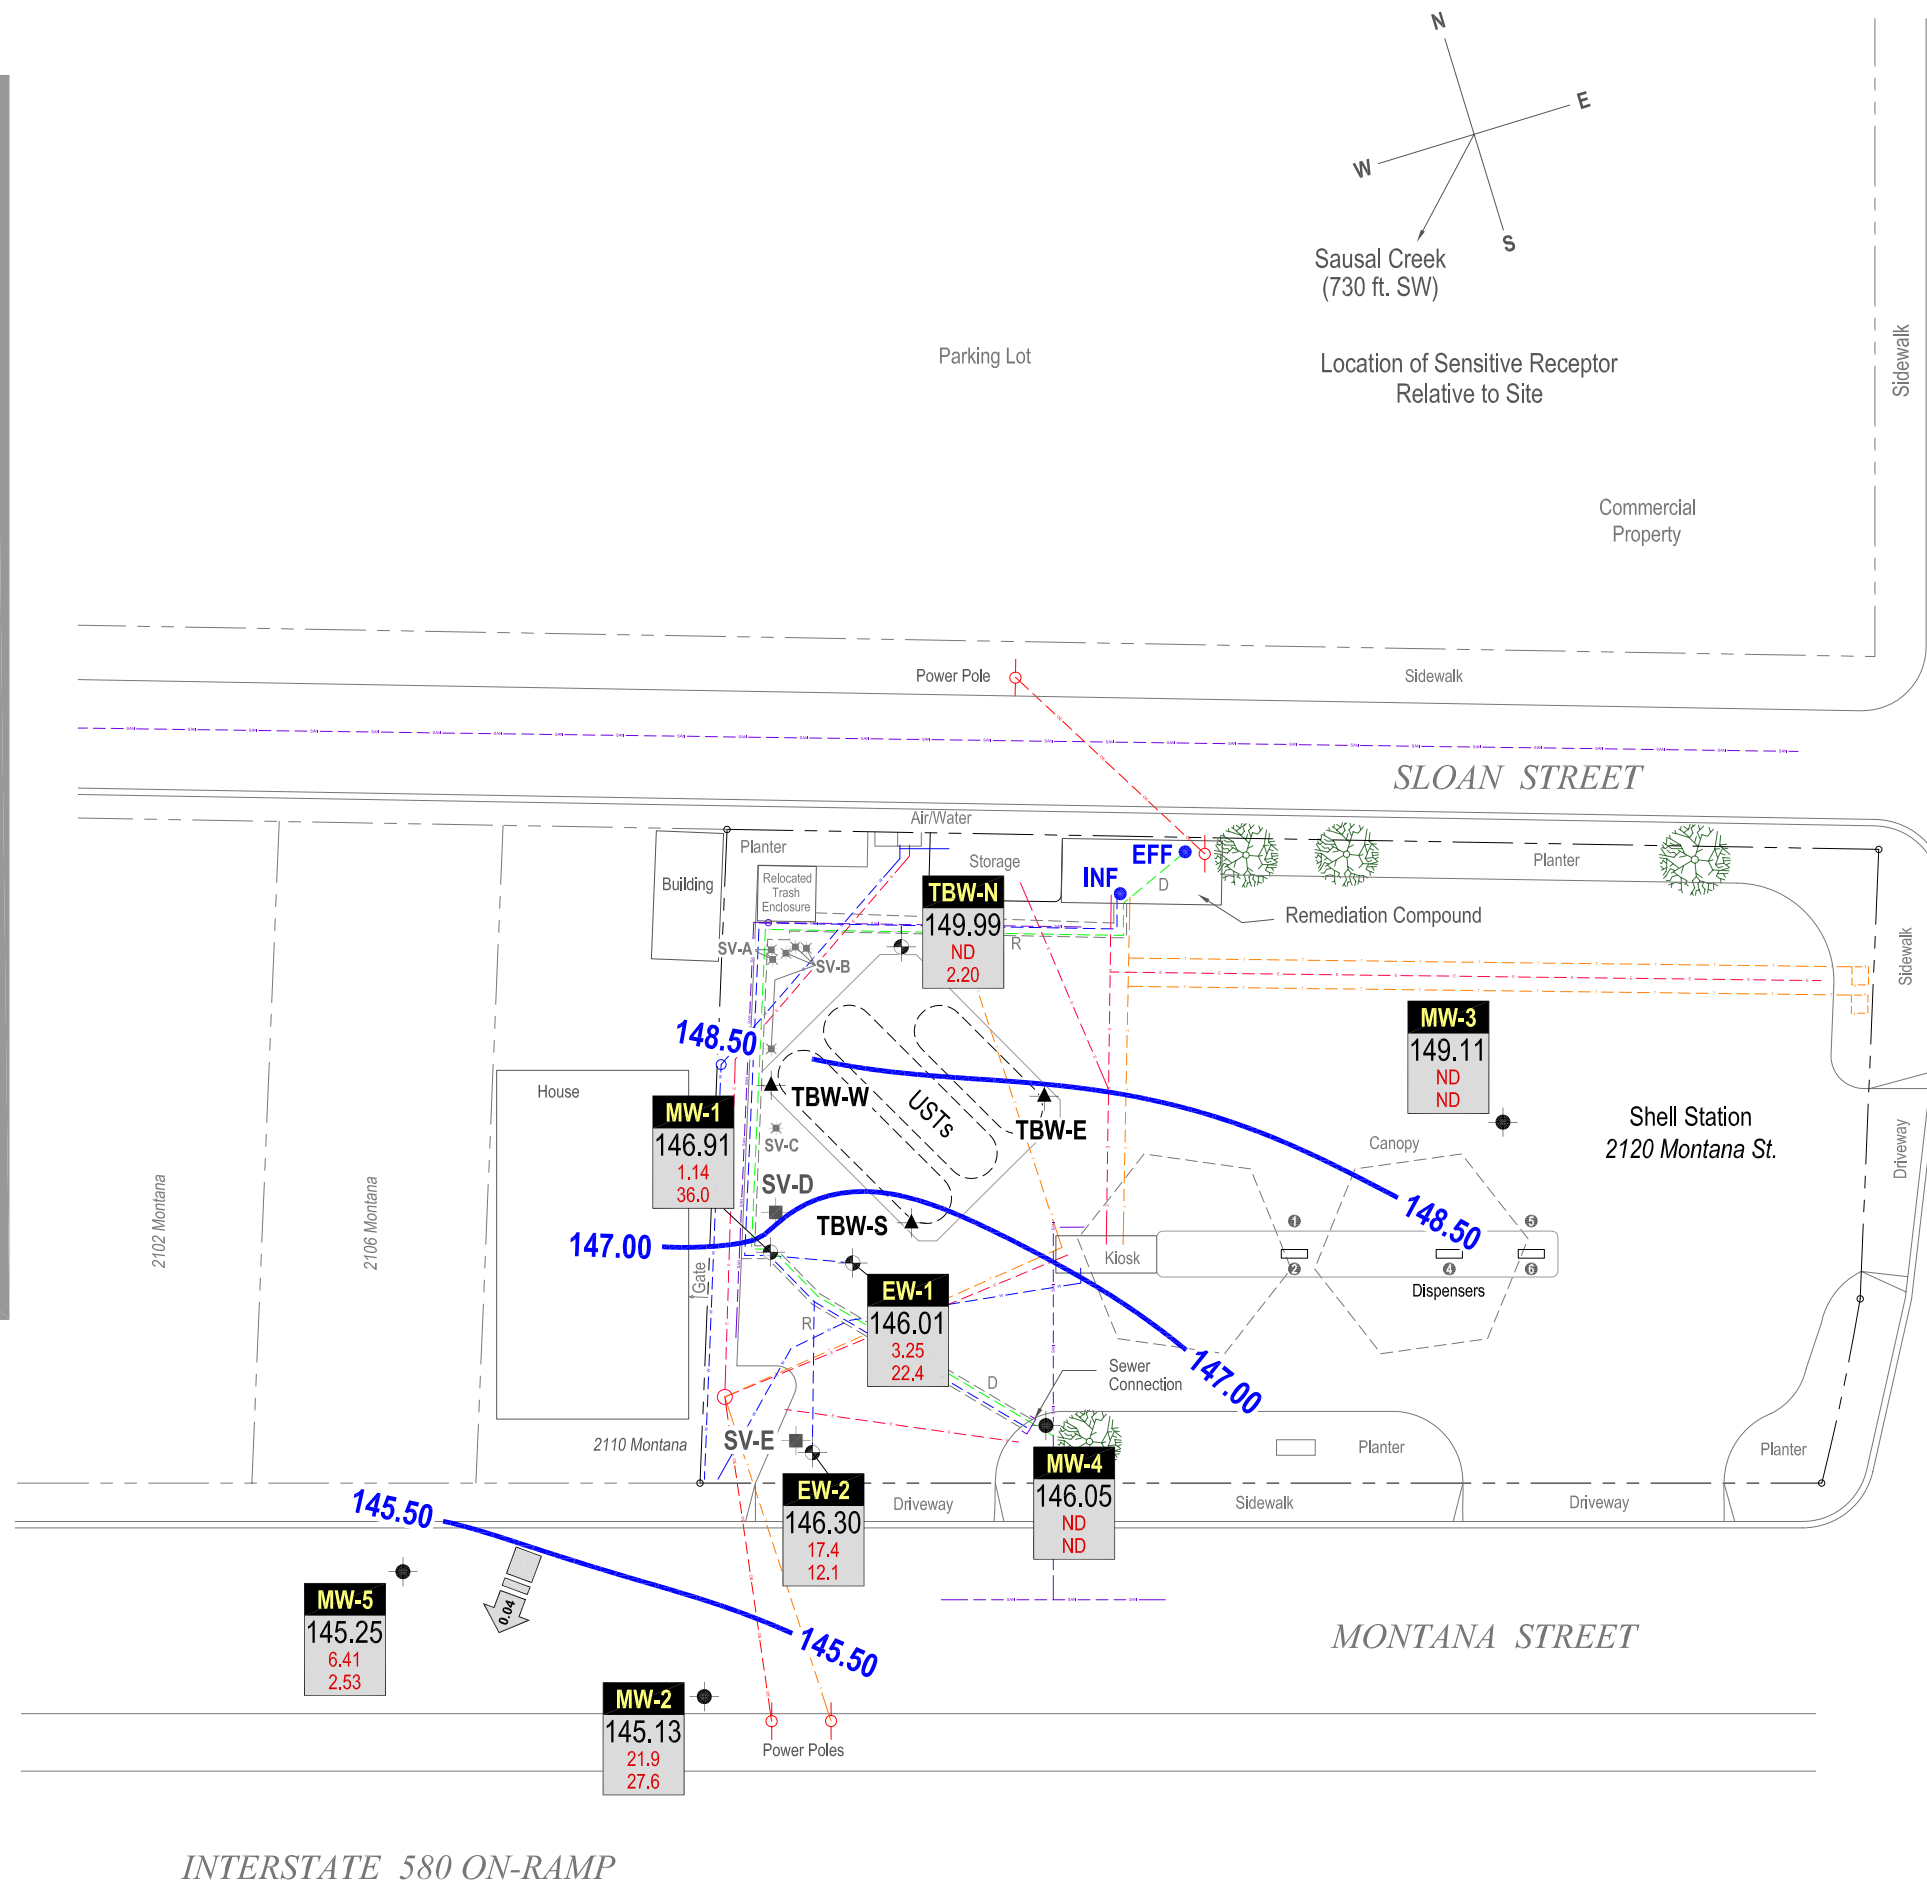 N
E
W
S
Sausal Creek
(730 ft. SW)
Parking Lot
Location of Sensitive Receptor
Relative to Site
Sidewalk
Commercial
Property
Power Pole
Sidewalk
SLOAN STREET
Air/Water
Planter
Storage
EFF
Planter
Building
Relocated
Trash
Enclosure
INF
D
TBW-N
149.99
ND
2.20
Remediation Compound
R
SV-A
SV-B
Sidewalk
148.50
MW-3
149.11
ND
ND
House
TBW-W
USTs
TBW-E
MW-1
146.91
1.14
36.0
SV-C
Canopy
Shell Station
2120 Montana St.
Driveway
2102 Montana
2106 Montana
SV-D
TBW-S
148.50
147.00
Gate
Kiosk
1
2
4
5
6
Dispensers
EW-1
146.01
3.25
22.4
R
D
Sewer
Connection
147.00
2110 Montana
SV-E
Planter
Planter
MW-4
146.05
ND
ND
EW-2
146.30
17.4
12.1
Driveway
Sidewalk
Driveway
145.50
0.04
145.50
MW-5
145.25
6.41
2.53
MONTANA STREET
MW-2
145.13
21.9
27.6
Power Poles
INTERSTATE 580 ON-RAMP